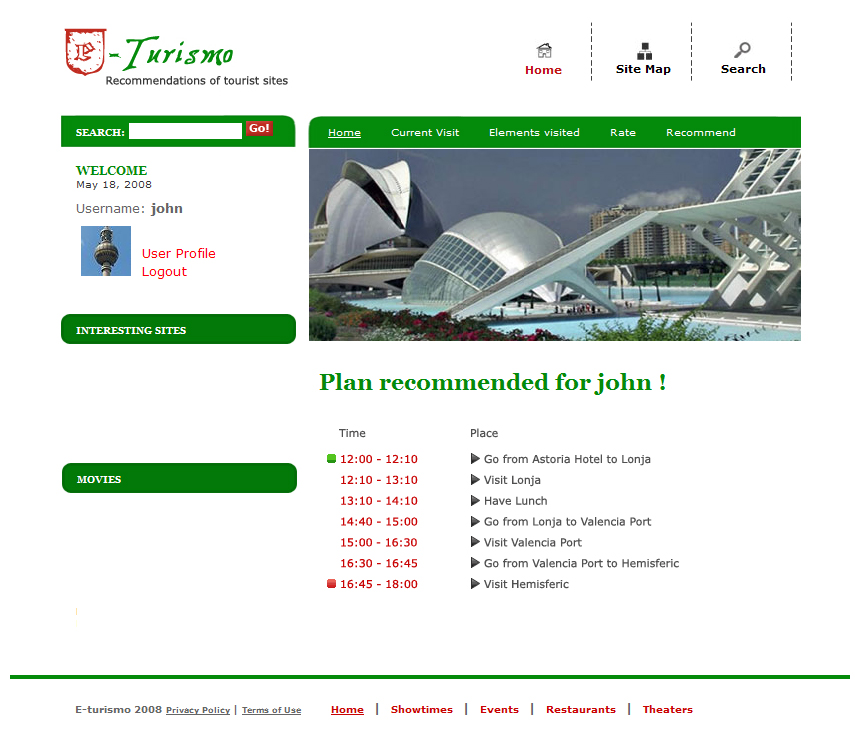 e-Turismo
Recommendations of tourist sites
Home
Site Map
Search
SEARCH: Go!
Home Current Visit Elements visited Rate Recommend
WELCOME
May 18, 2008
Username: john
User Profile
Logout
INTERESTING SITES
MOVIES
Plan recommended for john !
Time Place
12:00 - 12:10 Go from Astoria Hotel to Lonja
12:10 - 13:10 Visit Lonja
13:10 - 14:10 Have Lunch
14:40 - 15:00 Go from Lonja to Valencia Port
15:00 - 16:30 Visit Valencia Port
16:30 - 16:45 Go from Valencia Port to Hemisferic
16:45 - 18:00 Visit Hemisferic
E-turismo 2008 Privacy Policy | Terms of Use Home | Showtimes | Events | Restaurants | Theaters